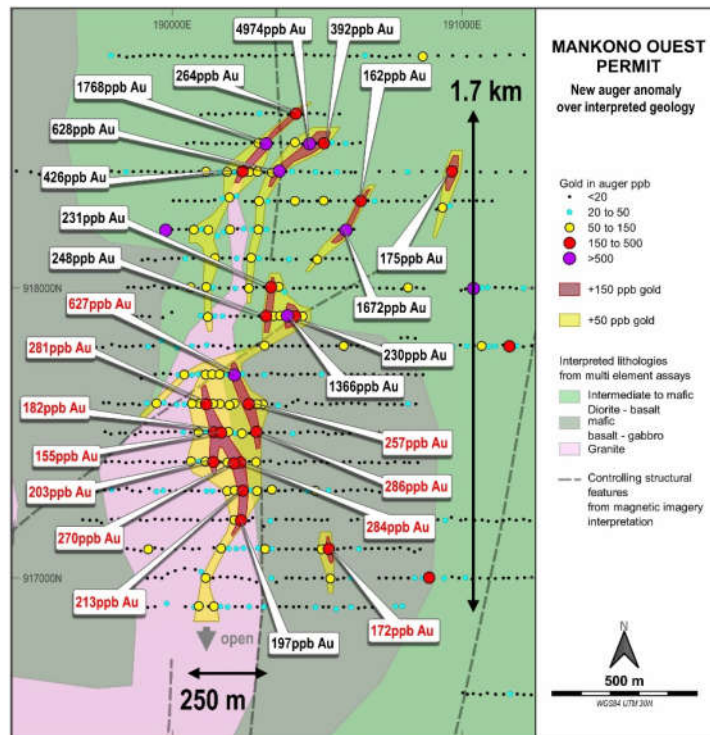 190000E
191000E
4974ppb Au
392ppb Au
264ppb Au
162ppb Au
1768ppb Au
1.7 km
628ppb Au
426ppb Au
231ppb Au
175ppb Au
248ppb Au
918000N
1672ppb Au
627ppb Au
230ppb Au
281ppb Au
1366ppb Au
182ppb Au
257ppb Au
155ppb Au
286ppb Au
203ppb Au
270ppb Au
284ppb Au
917000N
213ppb Au
172ppb Au
open
197ppb Au
250 m
MANKONO OUEST
PERMIT
New auger anomaly
over interpreted geology
Gold in auger ppb
<20
20 to 50
50 to 150
150 to 500
>500
+150 ppb gold
+50 ppb gold
Interpreted lithologies
from multi element assays
Intermediate to mafic
Diorite - basalt
mafic
basalt - gabbro
Granite
Controlling structural
features
from magnetic imagery
interpretation
N
500 m
WGS84 UTM 30N